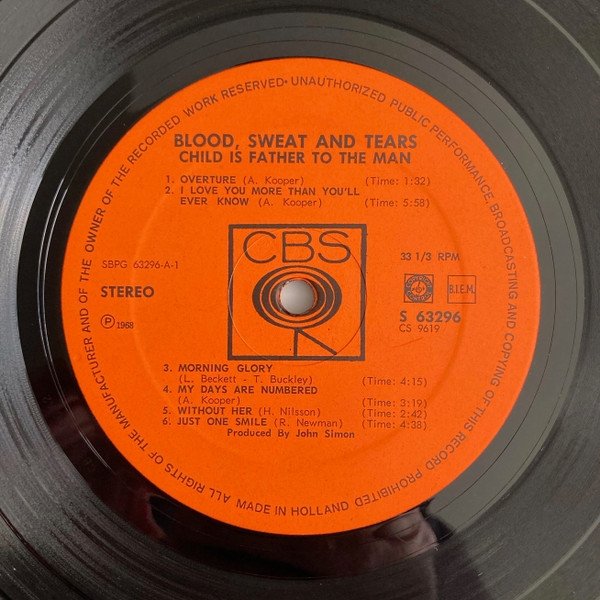 ALL RIGHTS OF THE MANUFACTURER AND OF THE OWNER OF THE RECORDED WORK RESERVED • UNAUTHORIZED PUBLIC PERFORMANCE BROADCASTING AND COPYING OF THIS RECORD PROHIBITED
BLOOD, SWEAT AND TEARS
CHILD IS FATHER TO THE MAN
1. OVERTURE (A. Kooper) (Time: 1:32)
2. I LOVE YOU MORE THAN YOU'LL
EVER KNOW (A. Kooper) (Time: 5:58)
CBS
SBPG 63296-A-1
33 1/3 RPM
STEREO
B.I.E.M.
S 63296
CS 9619
Ⓟ 1968
3. MORNING GLORY
(L. Beckett - T. Buckley) (Time: 4:15)
4. MY DAYS ARE NUMBERED
(A. Kooper) (Time: 3:19)
5. WITHOUT HER (H. Nilsson) (Time: 2:42)
6. JUST ONE SMILE (R. Newman) (Time: 4:38)
Produced By John Simon
MADE IN HOLLAND